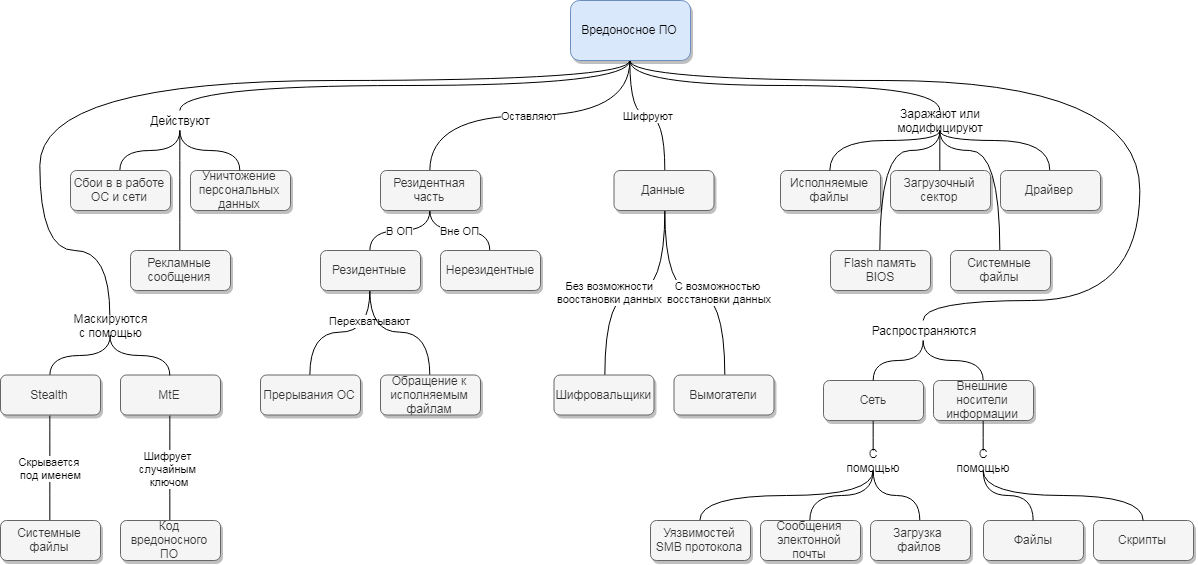 Вредоносное ПО
Действуют
Оставляют
Шифруют
Заражают или
модифицируют
Сбои в в работе
ОС и сети
Уничтожение
персональных
данных
Резидентная
часть
Данные
Исполняемые
файлы
Загрузочный
сектор
Драйвер
В ОП
Вне ОП
Рекламные
сообщения
Резидентные
Нерезидентные
Flash память
BIOS
Системные
файлы
Без возможности
воостановки данных
С возможностью
восстановки данных
Маскируются
с помощью
Перехватывают
Распространяются
Stealth
MtE
Прерывания ОС
Обращение к
исполняемым
файлам
Шифровальщики
Вымогатели
Сеть
Внешние
носители
информации
Скрывается
под именем
Шифрует
случайным
ключом
С
помощью
С
помощью
Системные
файлы
Код
вредоносного
ПО
Уязвимостей
SMB протокола
Сообщения
электонной
почты
Загрузка
файлов
Файлы
Скрипты